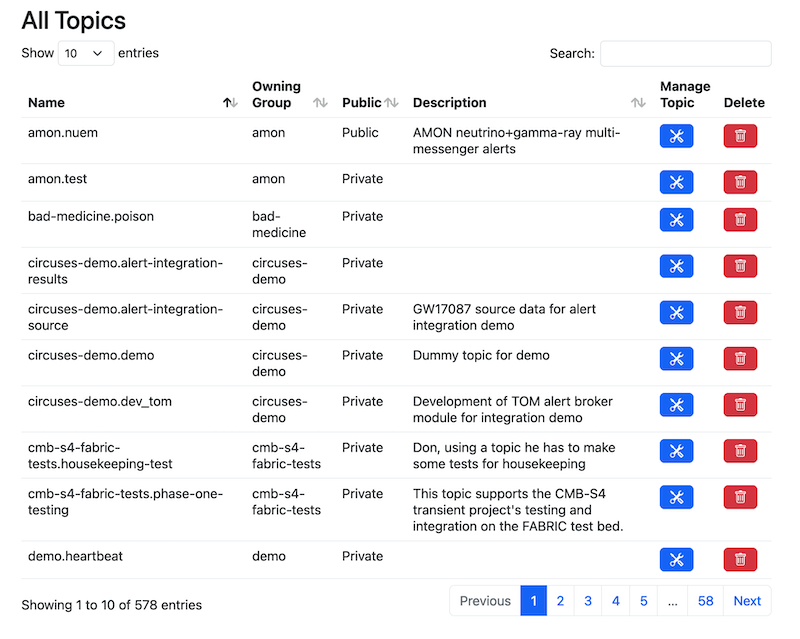 All Topics
Show 10 entries
Search:
Name Owning Group Public Description Manage Topic Delete
amon.nuem amon Public AMON neutrino+gamma-ray multi-
messenger alerts
amon.test amon Private
bad-medicine.poison bad- Private
medicine
circuses-demo.alert-integration- circuses- Private
results demo
circuses-demo.alert-integration- circuses- Private GW17087 source data for alert
source demo integration demo
circuses-demo.demo circuses- Private Dummy topic for demo
demo
circuses-demo.dev_tom circuses- Private Development of TOM alert broker
demo module for integration demo
cmb-s4-fabric- cmb-s4- Private Don, using a topic he has to make
tests.housekeeping-test fabric-tests some tests for housekeeping
cmb-s4-fabric-tests.phase-one- cmb-s4- Private This topic supports the CMB-S4
testing fabric-tests transient project's testing and
integration on the FABRIC test bed.
demo.heartbeat demo Private
Showing 1 to 10 of 578 entries
Previous 1 2 3 4 5 ... 58 Next